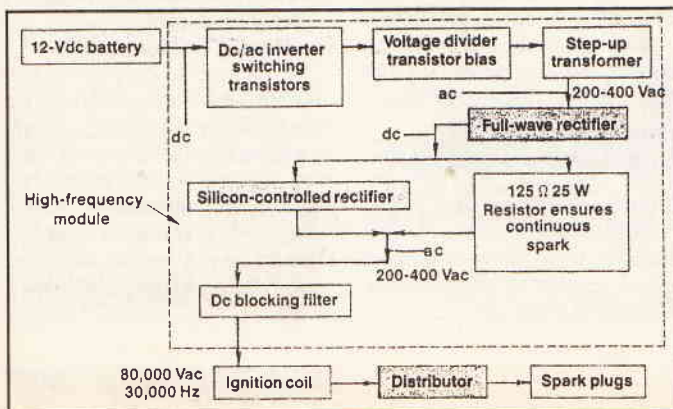 12-Vdc battery
Dc/ac inverter
switching
transistors
Voltage divider
transistor bias
Step-up
transformer
ac
200-400 Vac
dc
dc
Full-wave rectifier
High-frequency
module
Silicon-controlled rectifier
125 Ω 25 W
Resistor ensures
continuous
spark
ac
200-400 Vac
Dc blocking filter
80,000 Vac
30,000 Hz
Ignition coil
Distributor
Spark plugs